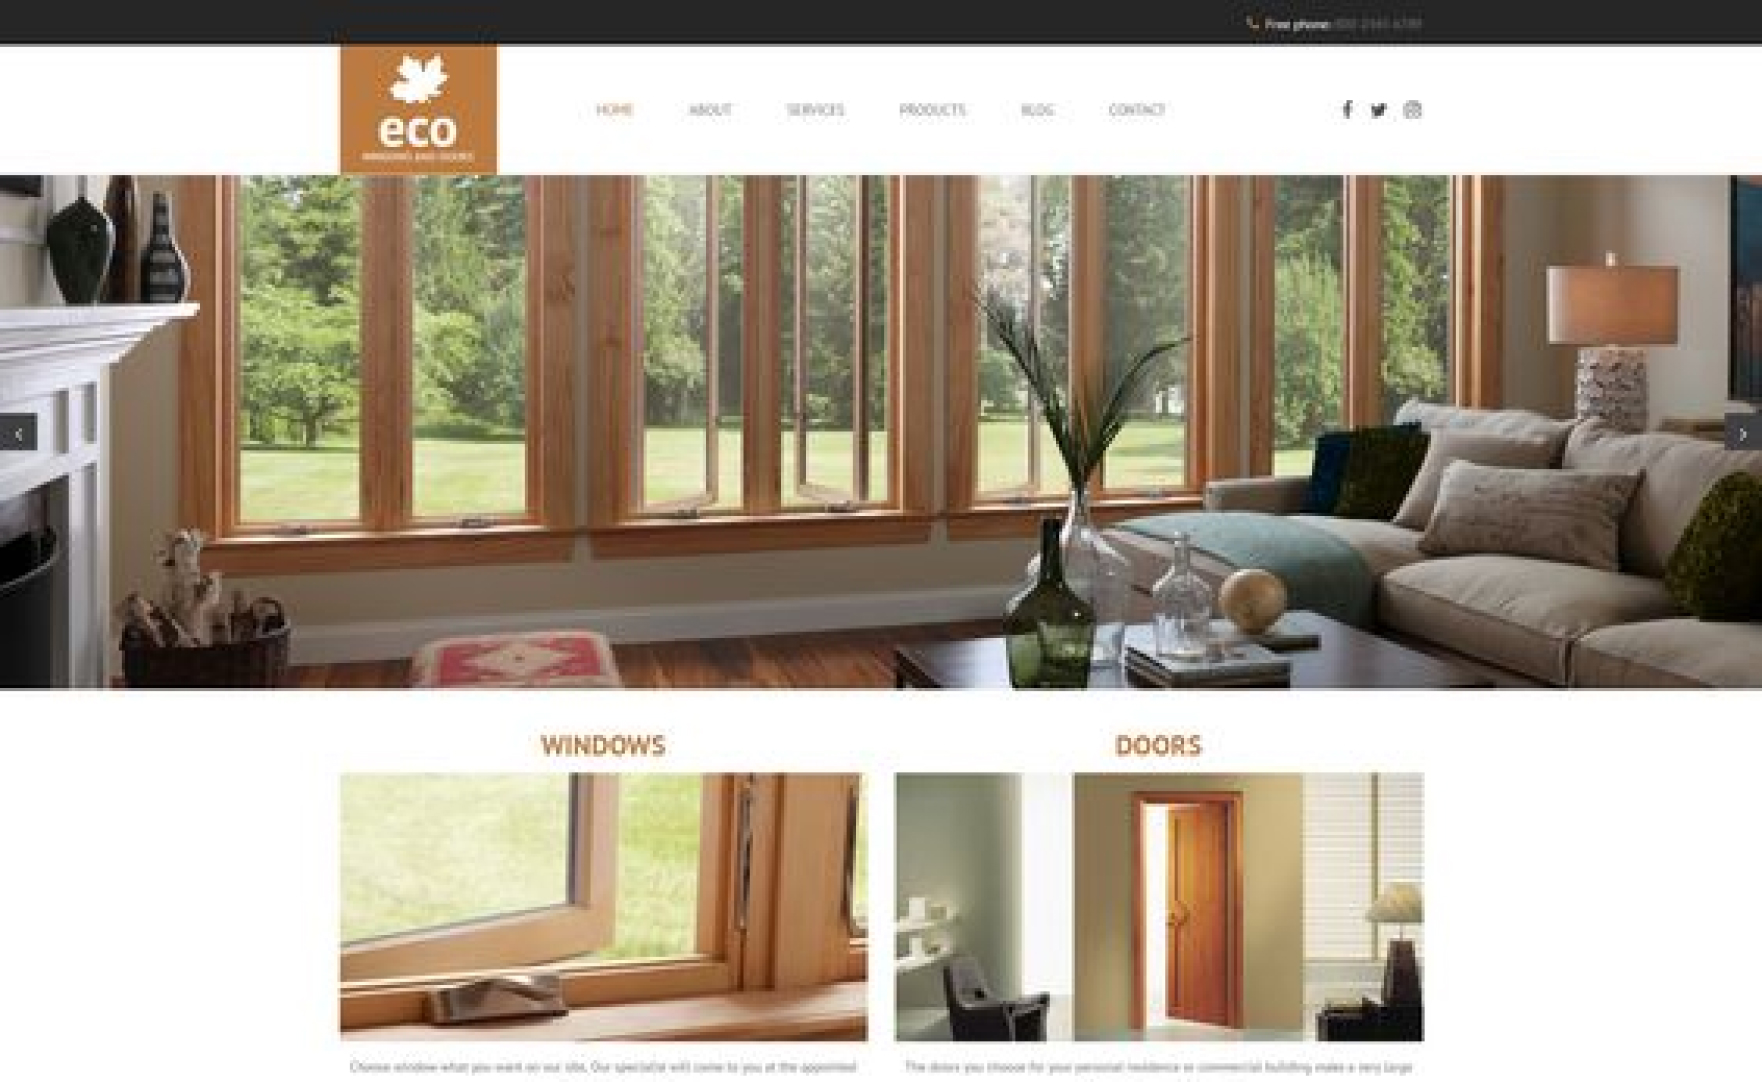 Free phone:
eco
WINDOWS AND DOORS
HOME ABOUT SERVICES PRODUCTS BLOG CONTACT
WINDOWS
DOORS
Choose window what you want on our site. Our specialist will come to you at the appointed
The doors you choose for your personal residence or commercial building make a very large